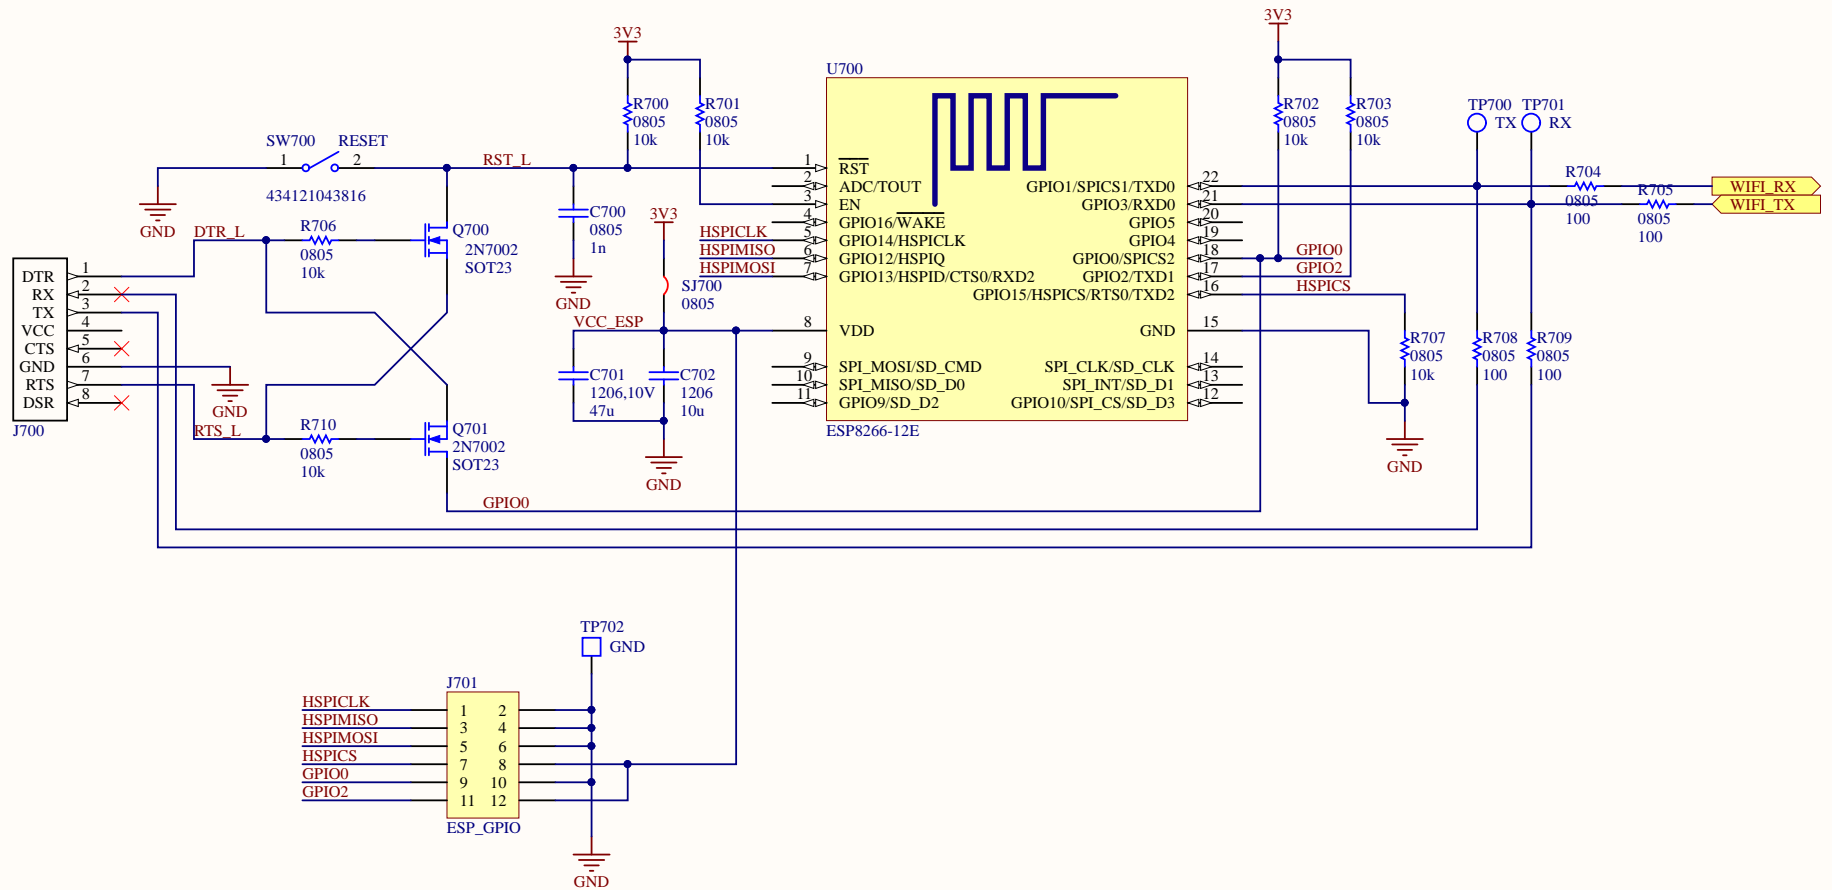 3V3
3V3
U700
R700
0805
10k
R701
0805
10k
R702
0805
10k
R703
0805
10k
TP700
TX
TP701
RX
SW700 RESET
1 2
434121043816
GND
RST_L
1 RST
2 ADC/TOUT
3 EN
4 GPIO16/WAKE
HSPICLK 5 GPIO14/HSPICLK
HSPIMISO 6 GPIO12/HSPIQ
HSPIMOSI 7 GPIO13/HSPID/CTS0/RXD2
8 VDD
9 SPI_MOSI/SD_CMD
10 SPI_MISO/SD_D0
11 GPIO9/SD_D2
GPIO1/SPICS1/TXD0 22
GPIO3/RXD0 21
GPIO5 20
GPIO4 19
GPIO0/SPICS2 18 GPIO0
GPIO2/TXD1 17 GPIO2
GPIO15/HSPICS/RTS0/TXD2 16 HSPICS
GND 15
SPI_CLK/SD_CLK 14
SPI_INT/SD_D1 13
GPIO10/SPI_CS/SD_D3 12
ESP8266-12E
R704
0805
100
R705
0805
100
WIFI_RX
WIFI_TX
C700
0805
1n
GND
3V3
SJ700
0805
VCC_ESP
C701
1206,10V
47u
C702
1206
10u
GND
DTR_L
R706
0805
10k
Q700
2N7002
SOT23
DTR 1
RX 2
TX 3
VCC 4
CTS 5
GND 6
RTS 7
DSR 8
J700
GND
RTS_L
R710
0805
10k
Q701
2N7002
SOT23
R707
0805
10k
R708
0805
100
R709
0805
100
GND
GPIO0
TP702
GND
J701
HSPICLK 1 2
HSPIMISO 3 4
HSPIMOSI 5 6
HSPICS 7 8
GPIO0 9 10
GPIO2 11 12
ESP_GPIO
GND